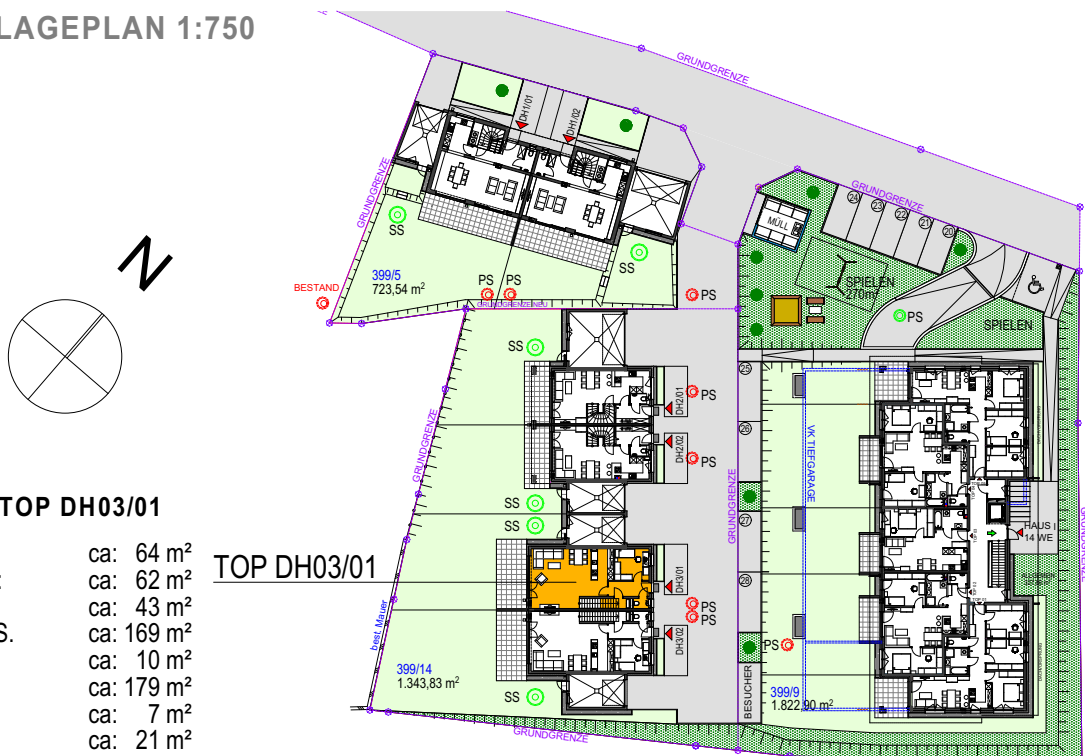 LAGEPLAN 1:750
GRUNDGRENZE
DH1/01
DH1/02
GRUNDGRENZE
GRUNDGRENZE
24
23
22
21
20
MÜLL
SS
SS
SPIELEN
270m²
399/5
723,54 m²
BESTAND
PS
PS
PS
PS
SPIELEN
GRUNDGRENZE NEU
N
SS
25
DH2/01
PS
26
DH2/02
PS
GRUNDGRENZE
VK TIEFGARAGE
GRUNDGRENZE
TOP DH03/01
SS
SS
27
HAUS I
14 WE
GRUNDGRENZE
ca: 64 m²
: ca: 62 m²
ca: 43 m²
S. ca: 169 m²
ca: 10 m²
ca: 179 m²
ca: 7 m²
ca: 21 m²
TOP DH03/01
DH3/01
28
PS
PS
DH3/02
best. Mauer
PS
399/14
1.343,83 m²
SS
BESUCHER
399/9
1.822,90 m²
GRUNDGRENZE